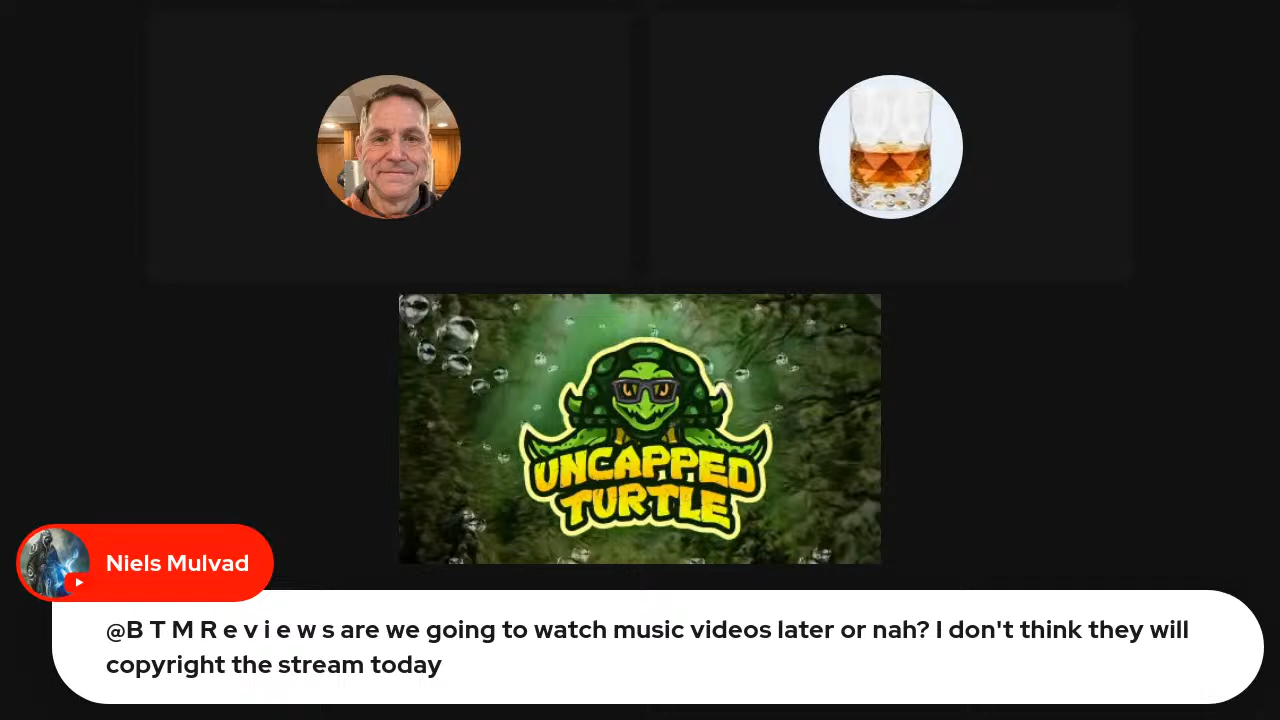 UNCAPPED
TURTLE
Niels Mulvad
@B T M R e v i e w s are we going to watch music videos later or nah? I don't think they will
copyright the stream today